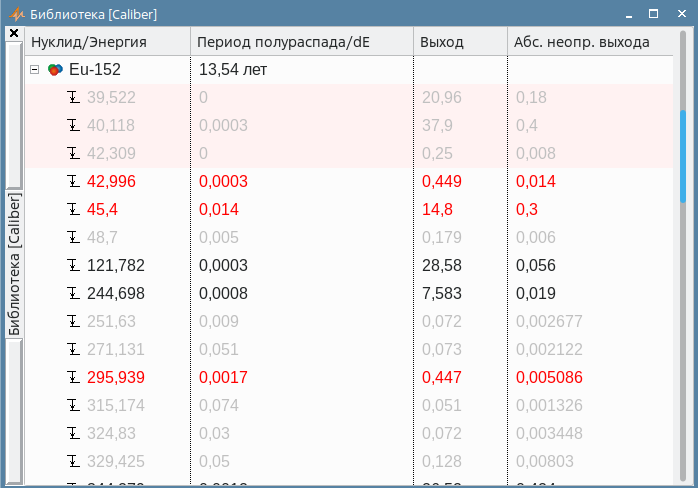 Библиотека [Caliber]
Нуклид/Энергия Период полураспада/dE Выход Абс. неопр. выхода
Eu-152 13,54 лет
39,522 0 20,96 0,18
40,118 0,0003 37,9 0,4
42,309 0 0,25 0,008
42,996 0,0003 0,449 0,014
45,4 0,014 14,8 0,3
48,7 0,005 0,179 0,006
121,782 0,0003 28,58 0,056
244,698 0,0008 7,583 0,019
251,63 0,009 0,072 0,002677
271,131 0,051 0,073 0,002122
295,939 0,0017 0,447 0,005086
315,174 0,074 0,051 0,001326
324,83 0,03 0,072 0,003448
329,425 0,05 0,128 0,00803
Библиотека [Caliber]